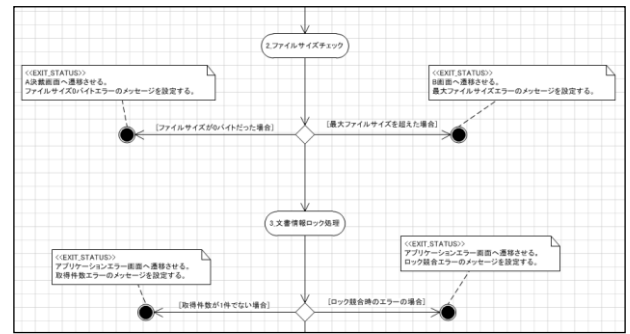 2.ファイルサイズチェック
<<EXIT_STATUS>>
A決裁画面へ遷移させる。
ファイルサイズ0バイトエラーのメッセージを設定する。
<<EXIT_STATUS>>
B画面へ遷移させる。
最大ファイルサイズエラーのメッセージを設定する。
[ファイルサイズが0バイトだった場合]
[最大ファイルサイズを超えた場合]
3.文書情報ロック処理
<<EXIT_STATUS>>
アプリケーションエラー画面へ遷移させる。
取得件数エラーのメッセージを設定する。
<<EXIT_STATUS>>
アプリケーションエラー画面へ遷移させる。
ロック競合エラーのメッセージを設定する。
[取得件数が1件でない場合]
[ロック競合時のエラーの場合]